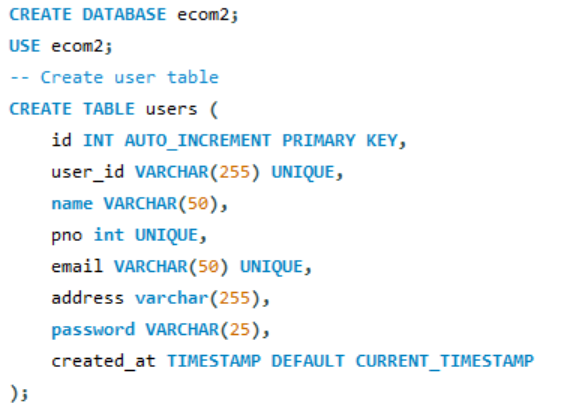 CREATE DATABASE ecom2;
USE ecom2;
-- Create user table
CREATE TABLE users (
    id INT AUTO_INCREMENT PRIMARY KEY,
    user_id VARCHAR(255) UNIQUE,
    name VARCHAR(50),
    pno int UNIQUE,
    email VARCHAR(50) UNIQUE,
    address varchar(255),
    password VARCHAR(25),
    created_at TIMESTAMP DEFAULT CURRENT_TIMESTAMP
);